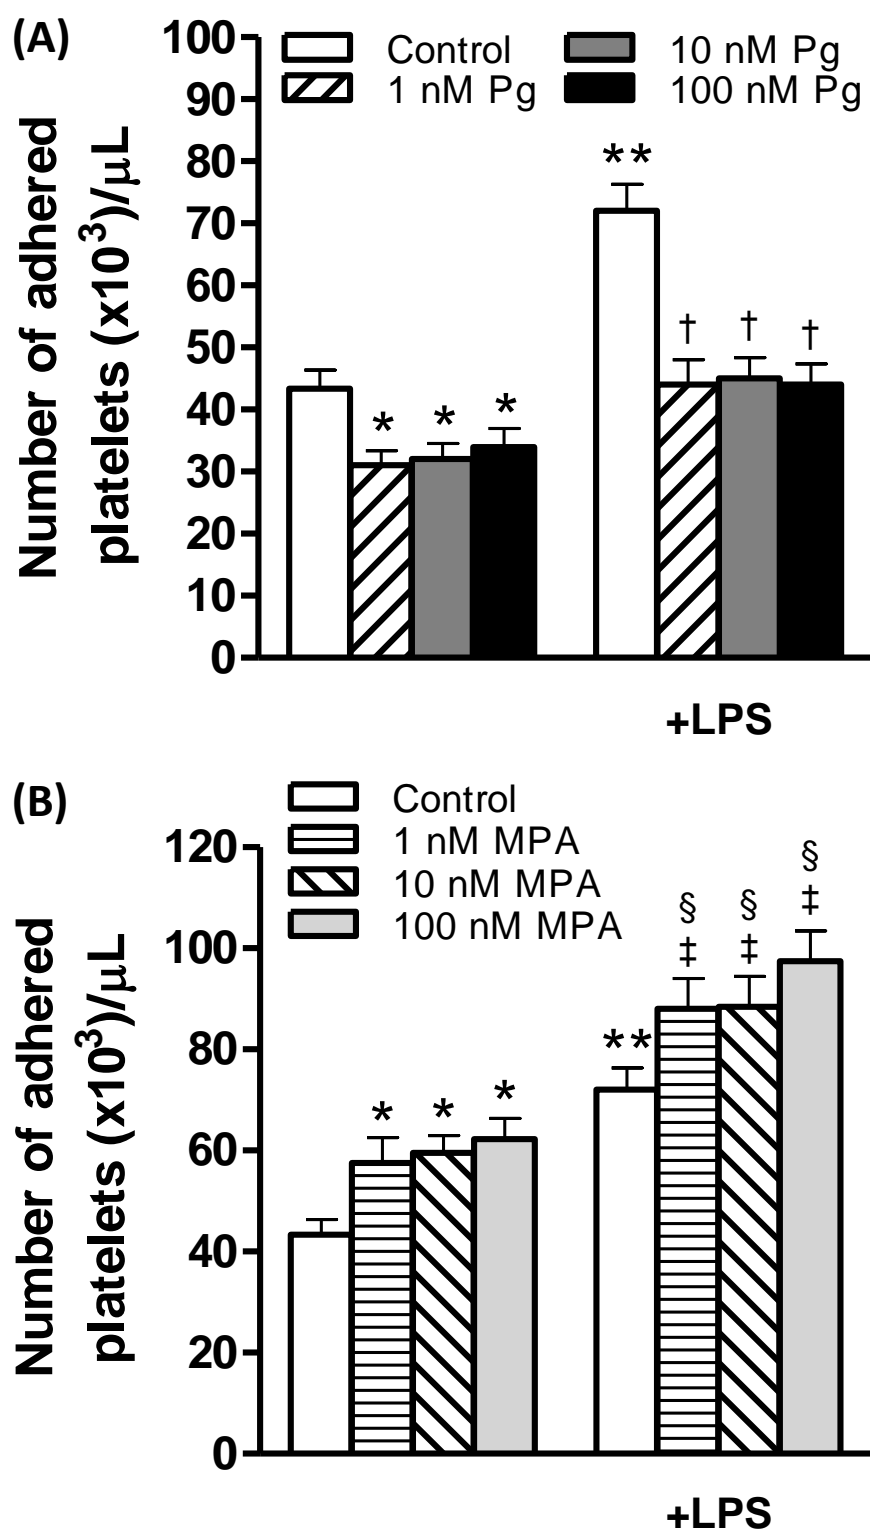 (A)
Control
10 nM Pg
1 nM Pg
100 nM Pg
Number of adhered
platelets (x10³)/µL
100
90
80
70
60
50
40
30
20
10
0
**
* * *
† † †
+LPS
(B)
Control
1 nM MPA
10 nM MPA
100 nM MPA
Number of adhered
platelets (x10³)/µL
120
100
80
60
40
20
0
* * *
**
§ § §
‡ ‡ ‡
+LPS